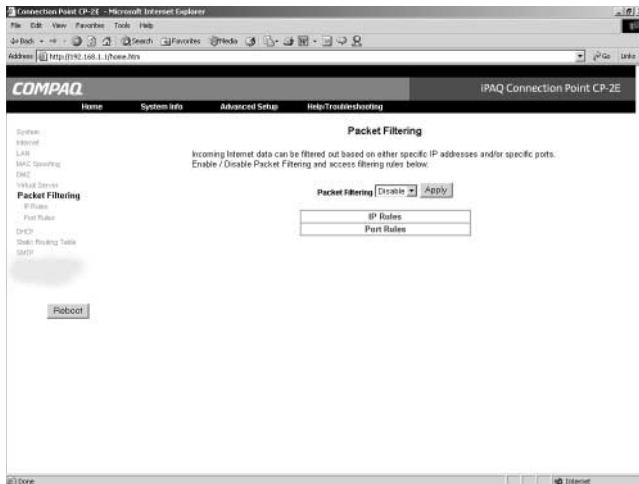 Connection Point CP-2E - Microsoft Internet Explorer
File Edit View Favorites Tools Help
Back Search Favorites Media
Address http://192.168.1.1/home.htm Go Links
COMPAQ iPAQ Connection Point CP-2E
Home System Info Advanced Setup Help/Troubleshooting
System
Internet
LAN
MAC Spoofing
DMZ
Virtual Server
Packet Filtering
IP Rules
Port Rules
DHCP
Static Routing Table
SMTP
Reboot
Packet Filtering
Incoming Internet data can be filtered out based on either specific IP addresses and/or specific ports.
Enable / Disable Packet Filtering and access filtering rules below.
Packet Filtering Disable Apply
IP Rules
Port Rules
Done Internet